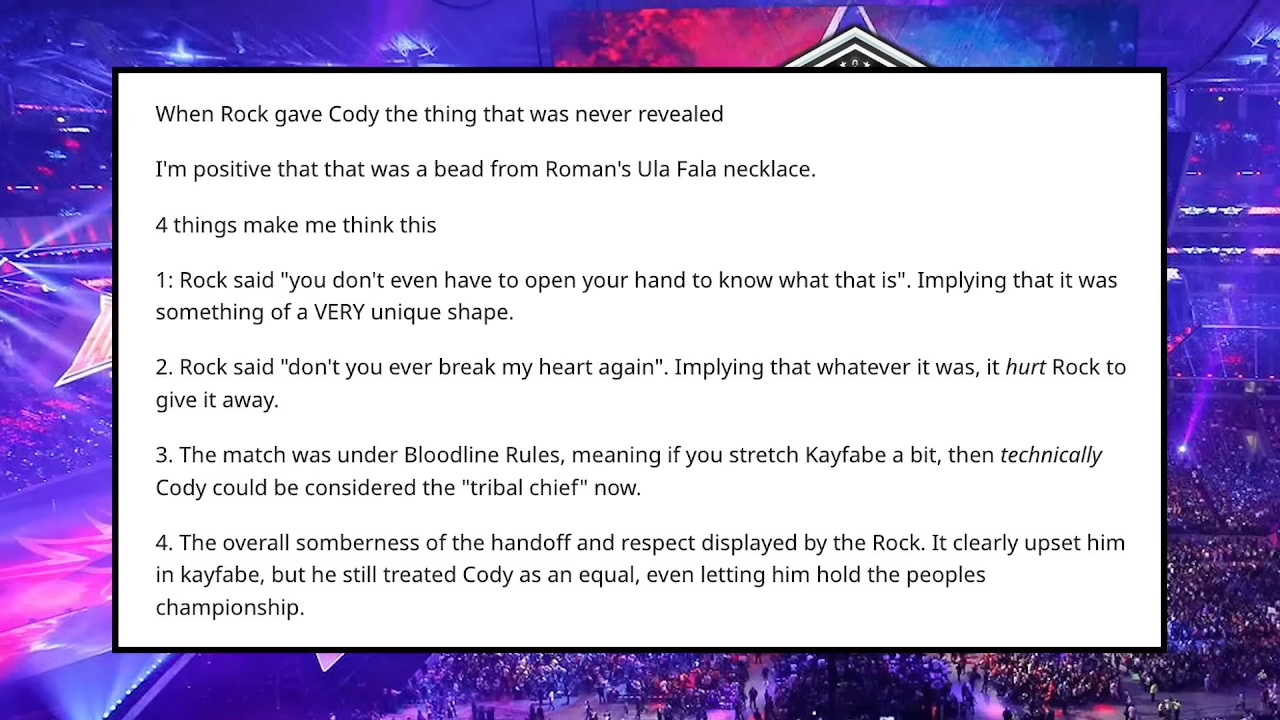 When Rock gave Cody the thing that was never revealed
I'm positive that that was a bead from Roman's Ula Fala necklace.
4 things make me think this
1: Rock said "you don't even have to open your hand to know what that is". Implying that it was
something of a VERY unique shape.
2. Rock said "don't you ever break my heart again". Implying that whatever it was, it hurt Rock to
give it away.
3. The match was under Bloodline Rules, meaning if you stretch Kayfabe a bit, then technically
Cody could be considered the "tribal chief" now.
4. The overall somberness of the handoff and respect displayed by the Rock. It clearly upset him
in kayfabe, but he still treated Cody as an equal, even letting him hold the peoples
championship.